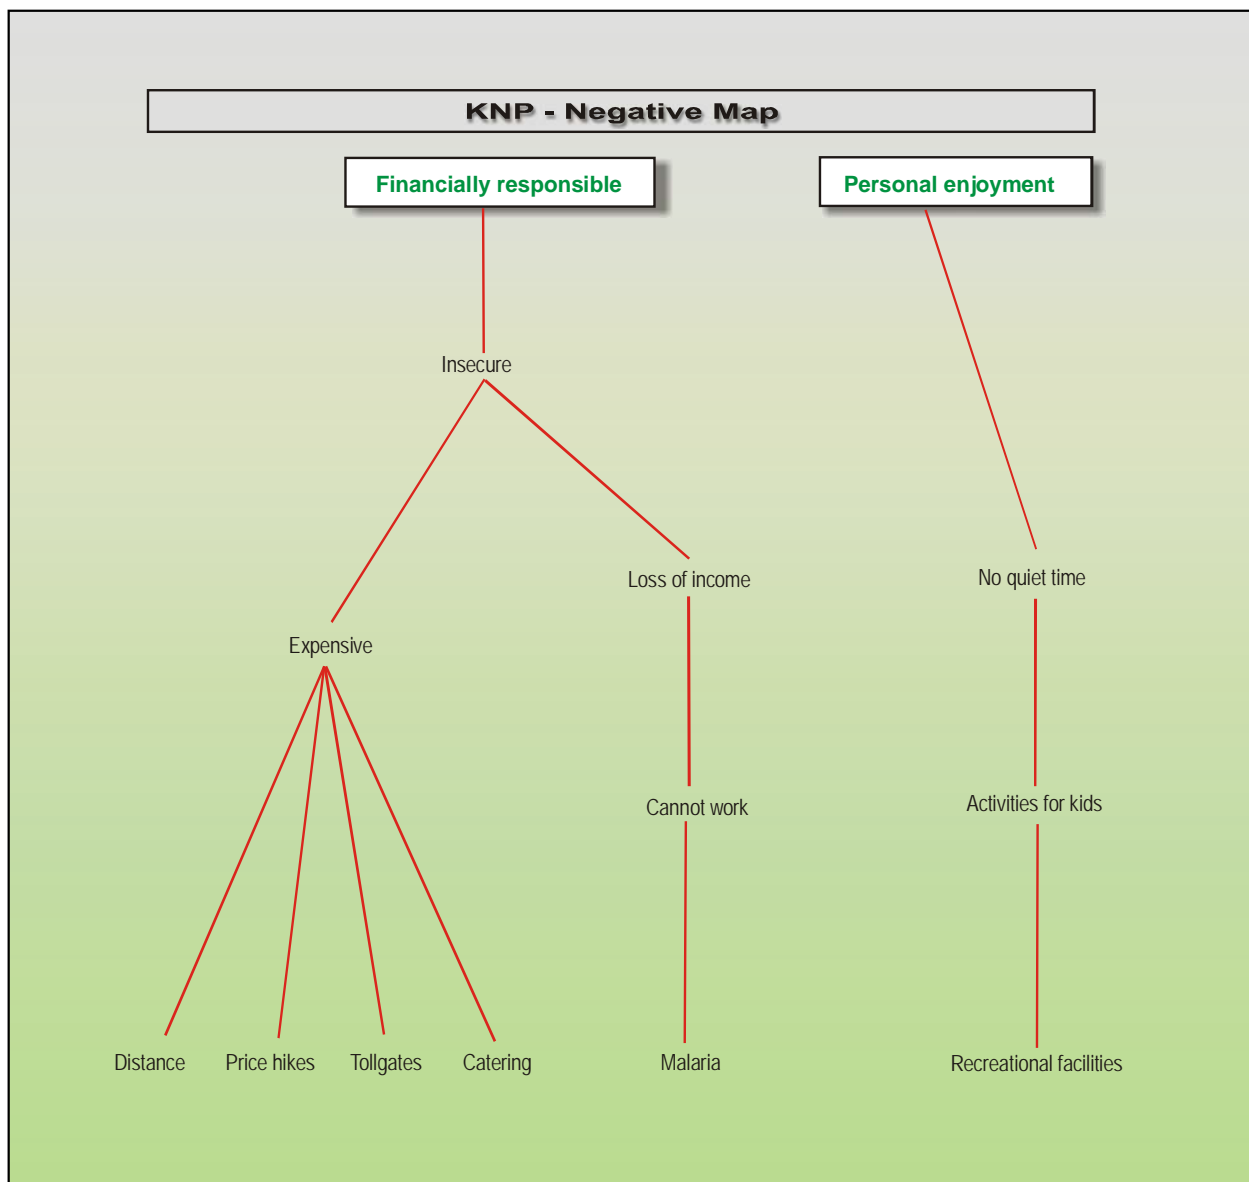 KNP - Negative Map
Financially responsible
Personal enjoyment
Insecure
Loss of income
No quiet time
Expensive
Cannot work
Activities for kids
Distance
Price hikes
Tollgates
Catering
Malaria
Recreational facilities